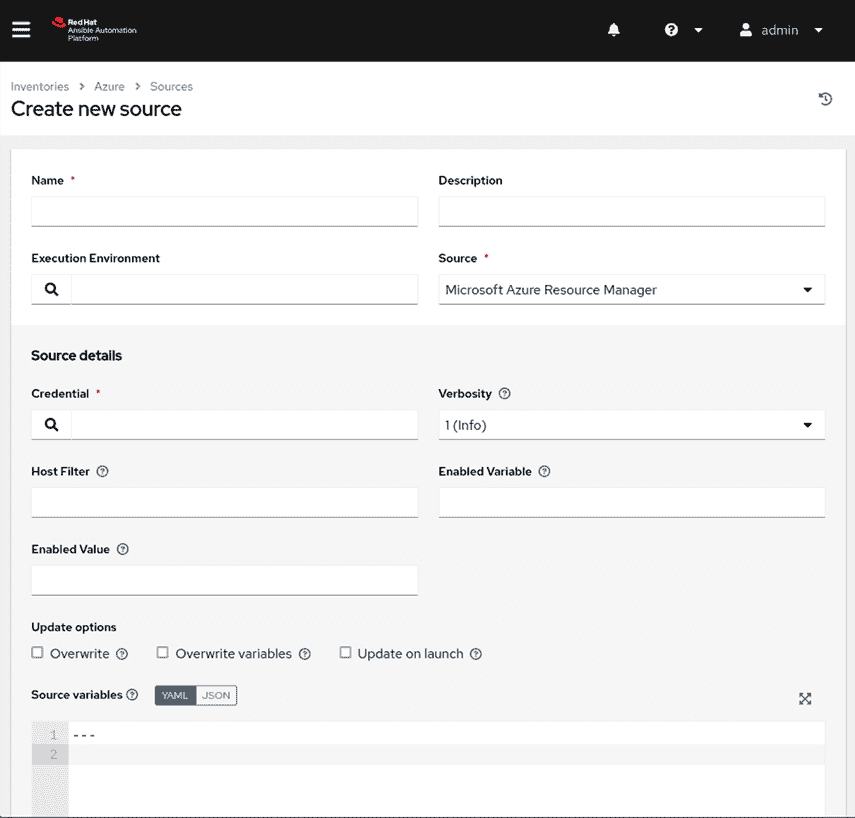 Red Hat
Ansible Automation
Platform
admin
Inventories > Azure > Sources
Create new source
Name *
Description
Execution Environment
Source *
Microsoft Azure Resource Manager
Source details
Credential *
Verbosity
1 (Info)
Host Filter
Enabled Variable
Enabled Value
Update options
Overwrite Overwrite variables Update on launch
Source variables YAML JSON
1 ---
2